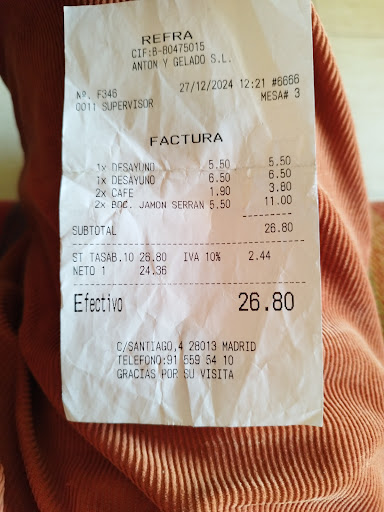 REFRA
CIF:B-80475015
ANTON Y GELADO S.L.
Nº. F346 27/12/2024 12:21 #6666
0011 SUPERVISOR MESA# 3
FACTURA
1x DESAYUNO 5.50 5.50
1x DESAYUNO 6.50 6.50
2x CAFE 1.90 3.80
2x BOC. JAMON SERRAN 5.50 11.00
SUBTOTAL 26.80
ST TASAB.10 26.80 IVA 10% 2.44
NETO 1 24.36
Efectivo 26.80
C/SANTIAGO,4 28013 MADRID
TELEFONO:91 559 54 10
GRACIAS POR SU VISITA